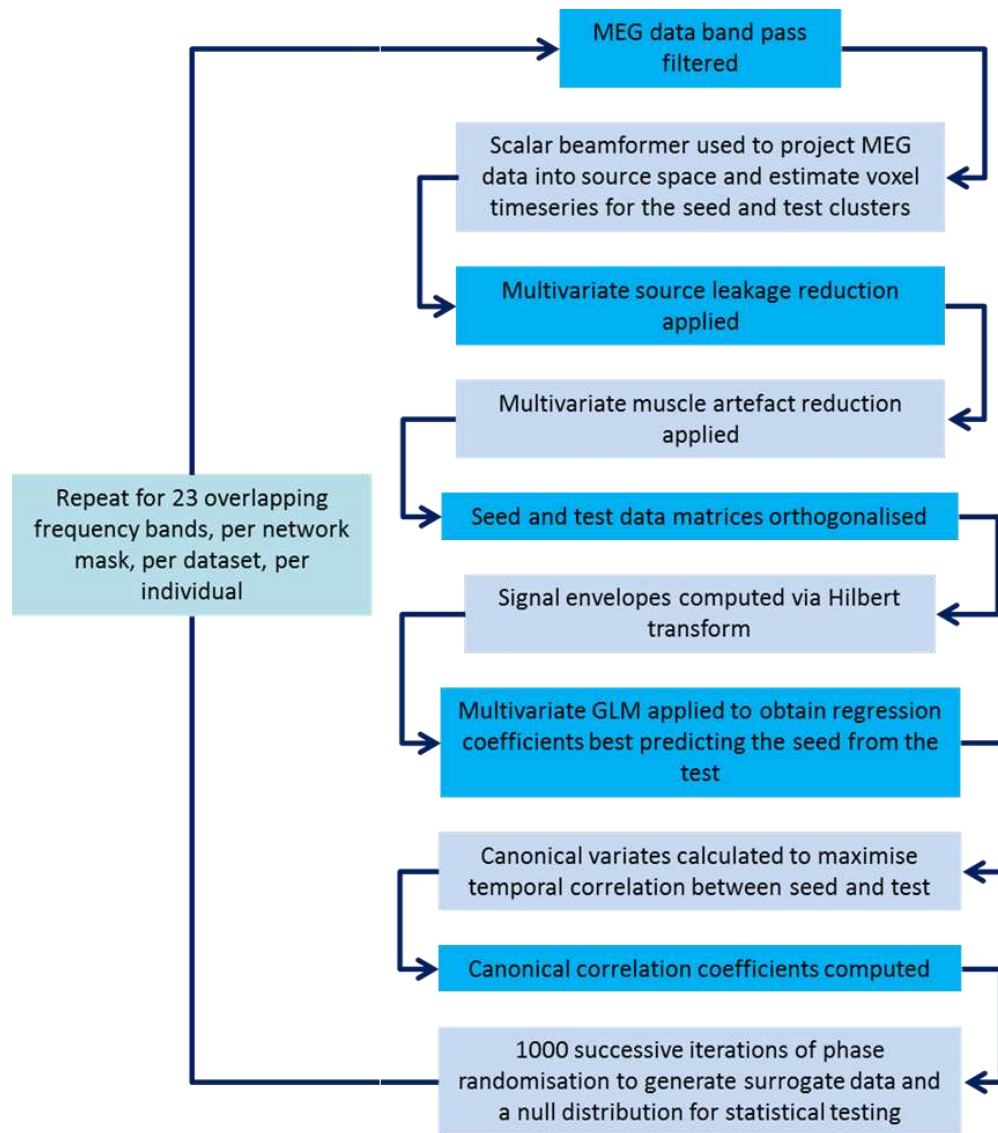 MEG data band pass
filtered
Scalar beamformer used to project MEG
data into source space and estimate voxel
timeseries for the seed and test clusters
Multivariate source leakage reduction
applied
Multivariate muscle artefact reduction
applied
Repeat for 23 overlapping
frequency bands, per network
mask, per dataset, per
individual
Seed and test data matrices orthogonalised
Signal envelopes computed via Hilbert
transform
Multivariate GLM applied to obtain regression
coefficients best predicting the seed from the
test
Canonical variates calculated to maximise
temporal correlation between seed and test
Canonical correlation coefficients computed
1000 successive iterations of phase
randomisation to generate surrogate data and
a null distribution for statistical testing